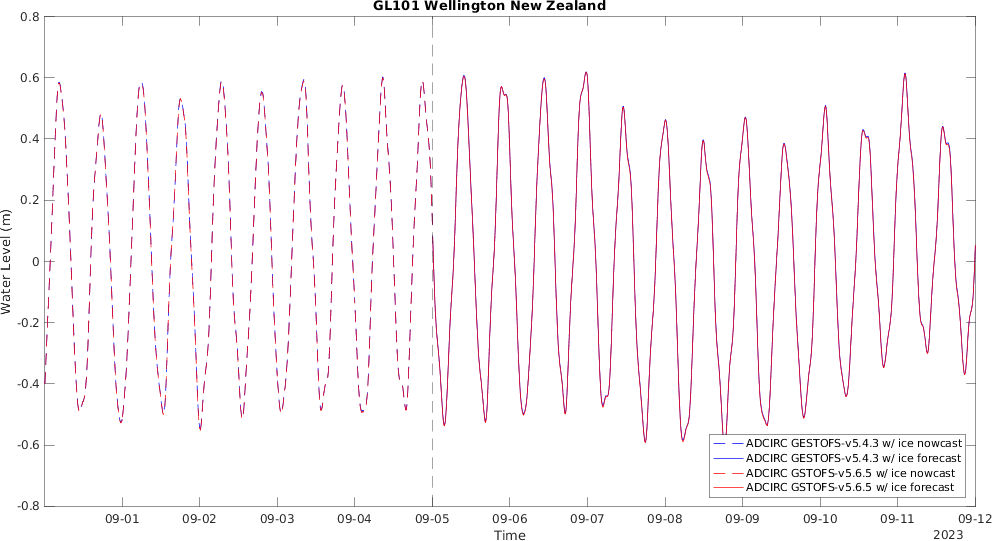 GL101 Wellington New Zealand
0.8
0.6
0.4
0.2
0
-0.2
-0.4
-0.6
-0.8
Water Level (m)
ADCIRC GESTOFS-v5.4.3 w/ ice nowcast
ADCIRC GESTOFS-v5.4.3 w/ ice forecast
ADCIRC GSTOFS-v5.6.5 w/ ice nowcast
ADCIRC GSTOFS-v5.6.5 w/ ice forecast
09-01 09-02 09-03 09-04 09-05 09-06 09-07 09-08 09-09 09-10 09-11 09-12
Time
2023